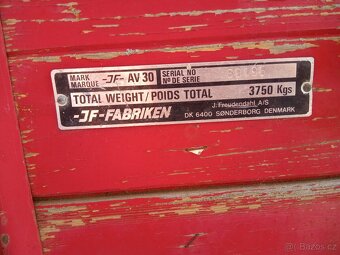 MARK -JF- AV 30 SERIAL NO
MARQUE Nº DE SERIE
TOTAL WEIGHT/POIDS TOTAL 3750 Kgs
-JF-FABRIKEN J. Freudendahl A/S
DK 6400 SØNDERBORG DENMARK
Bazoš.cz